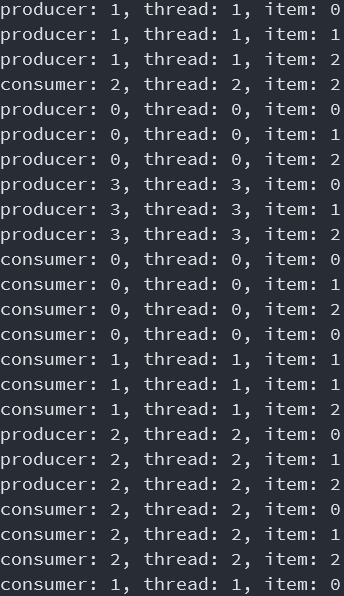 producer: 1, thread: 1, item: 0
producer: 1, thread: 1, item: 1
producer: 1, thread: 1, item: 2
consumer: 2, thread: 2, item: 2
producer: 0, thread: 0, item: 0
producer: 0, thread: 0, item: 1
producer: 0, thread: 0, item: 2
producer: 3, thread: 3, item: 0
producer: 3, thread: 3, item: 1
producer: 3, thread: 3, item: 2
consumer: 0, thread: 0, item: 0
consumer: 0, thread: 0, item: 1
consumer: 0, thread: 0, item: 2
consumer: 0, thread: 0, item: 0
consumer: 1, thread: 1, item: 1
consumer: 1, thread: 1, item: 1
consumer: 1, thread: 1, item: 2
producer: 2, thread: 2, item: 0
producer: 2, thread: 2, item: 1
producer: 2, thread: 2, item: 2
consumer: 2, thread: 2, item: 0
consumer: 2, thread: 2, item: 1
consumer: 2, thread: 2, item: 2
consumer: 1, thread: 1, item: 0